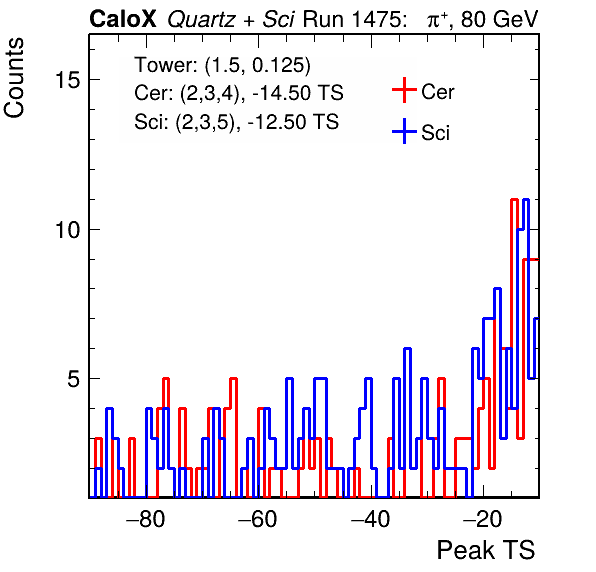 CaloX Quartz + Sci Run 1475: π⁺, 80 GeV
Counts
Tower: (1.5, 0.125)
Cer: (2,3,4), -14.50 TS
Sci: (2,3,5), -12.50 TS
Cer
Sci
15
10
5
−80 −60 −40 −20
Peak TS